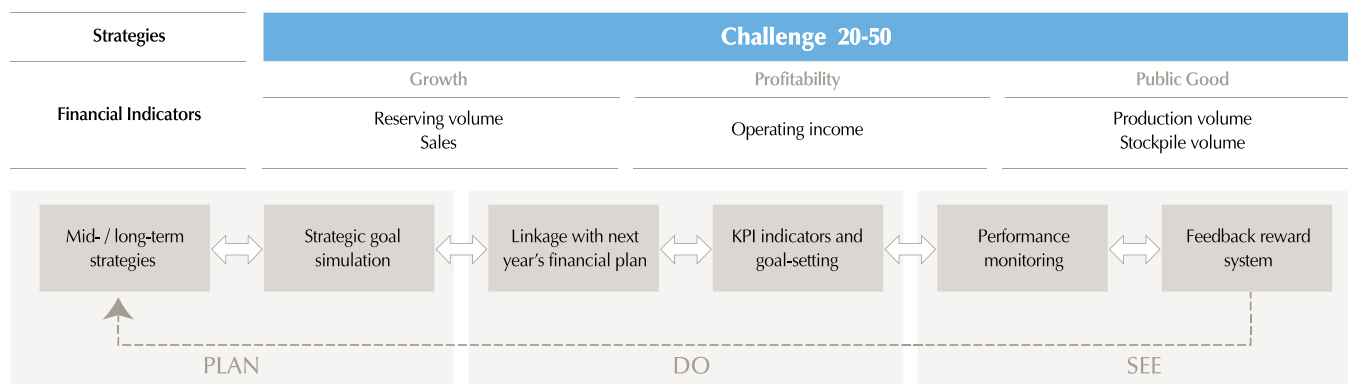 Strategies
Challenge 20-50
Financial Indicators
Growth
Profitability
Public Good
Reserving volume
Sales
Operating income
Production volume
Stockpile volume
Mid- / long-term
strategies
Strategic goal
simulation
Linkage with next
year's financial plan
KPI indicators and
goal-setting
Performance
monitoring
Feedback reward
system
PLAN
DO
SEE